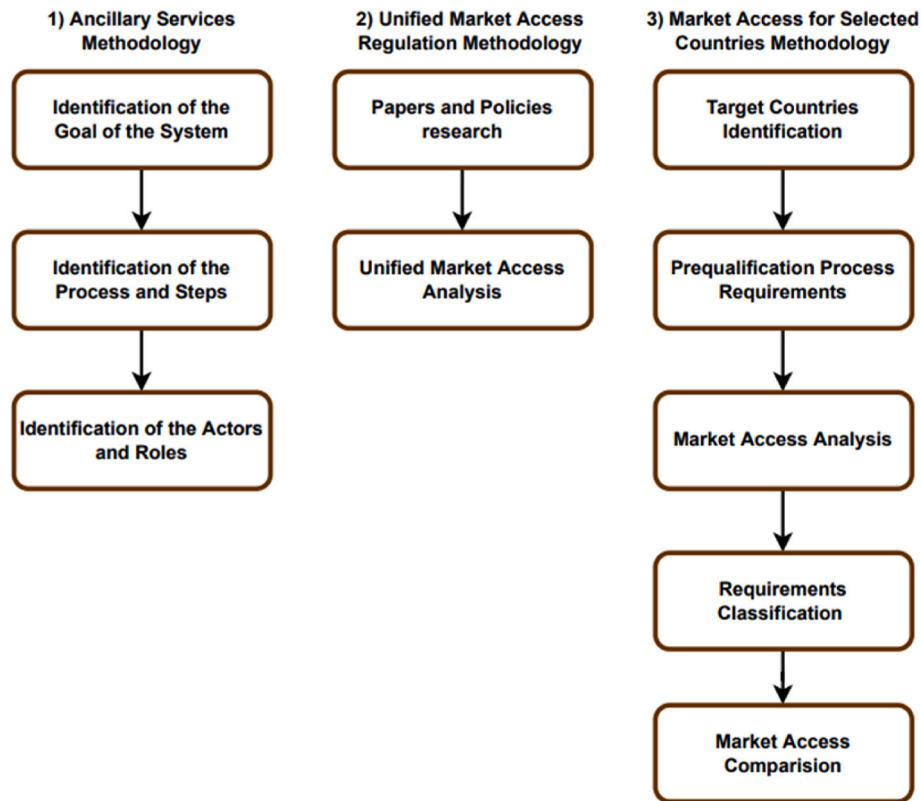 1) Ancillary Services
Methodology
Identification of the
Goal of the System
Identification of the
Process and Steps
Identification of the Actors
and Roles
2) Unified Market Access
Regulation Methodology
Papers and Policies
research
Unified Market Access
Analysis
3) Market Access for Selected
Countries Methodology
Target Countries
Identification
Prequalification Process
Requirements
Market Access Analysis
Requirements
Classification
Market Access
Comparision